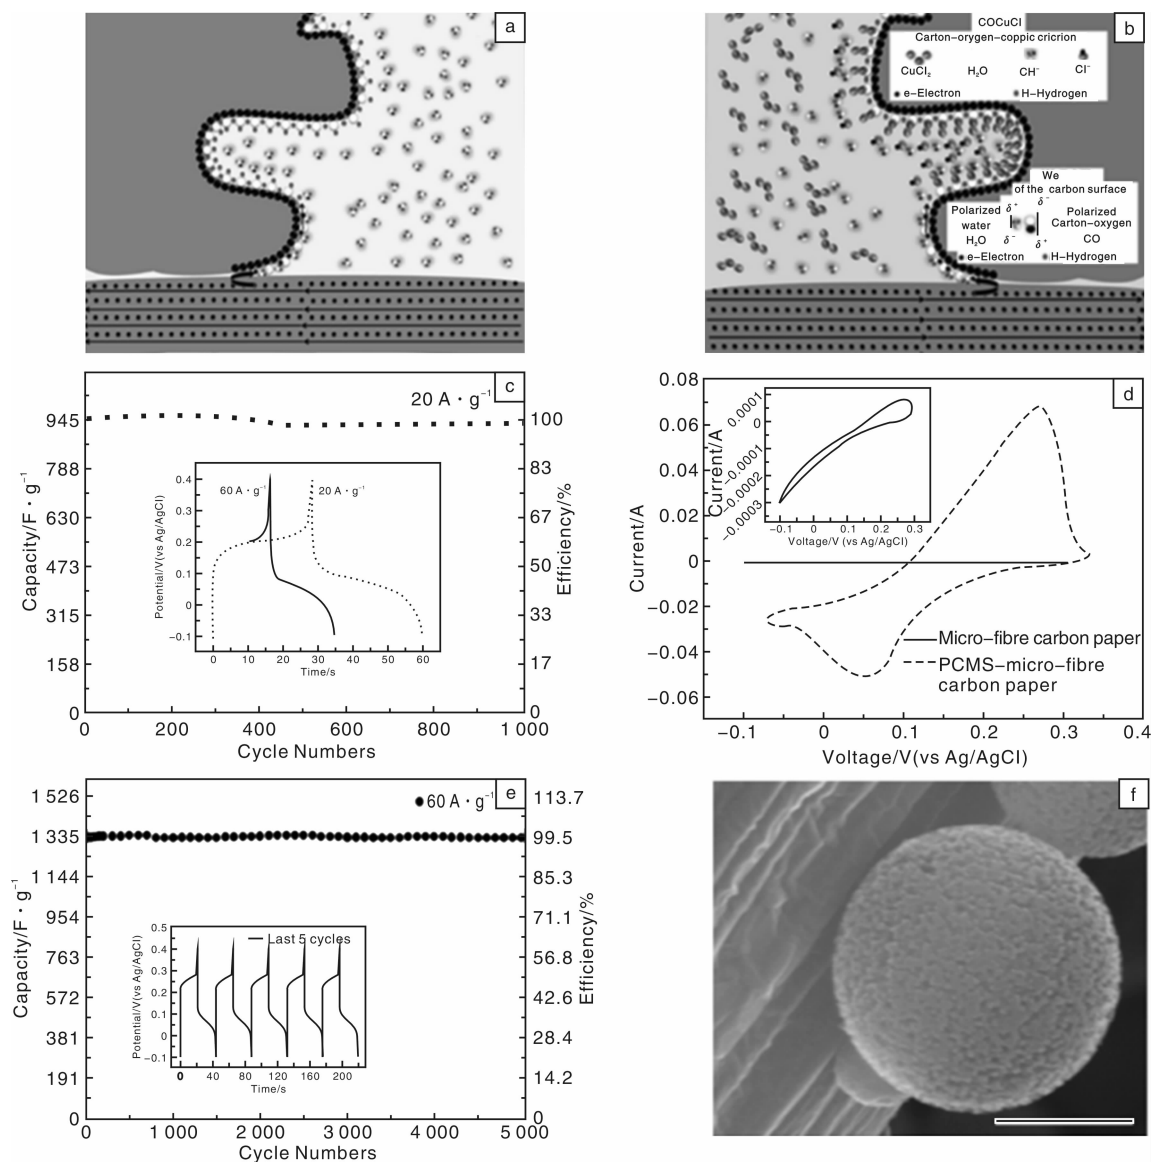 a
b
COCuCl
Carton-orygen-coppic cricrion
CuCl₂ H₂O CH⁻ Cl⁻
e-Electron H-Hydrogen
We
of the carbon surface
Polarized water δ⁺ δ⁻ Polarized Carton-oxygen
H₂O δ⁻ δ⁺ CO
e-Electron H-Hydrogen
c
20 A · g⁻¹
Capacity/F · g⁻¹
945
788
630
473
315
158
0
100
83
67
50
33
17
0
Efficiency/%
0 200 400 600 800 1 000
Cycle Numbers
Potential/V(vs Ag/AgCl)
0.4
0.3
0.2
0.1
0
-0.1
60 A · g⁻¹ 20 A · g⁻¹
0 10 20 30 40 50 60
Time/s
d
Current/A
0.08
0.06
0.04
0.02
0
-0.02
-0.04
-0.06
-0.1 0 0.1 0.2 0.3 0.4
Voltage/V(vs Ag/AgCl)
Micro-fibre carbon paper
PCMS-micro-fibre
carbon paper
Current/A
0.0001
0
-0.0001
-0.0002
-0.0003
-0.1 0 0.1 0.2 0.3
Voltage/V (vs Ag/AgCl)
e
60 A · g⁻¹
Capacity/F · g⁻¹
1 526
1 335
1 144
954
763
572
381
191
0
113.7
99.5
85.3
71.1
56.8
42.6
28.4
14.2
0
Efficiency/%
0 1 000 2 000 3 000 4 000 5 000
Cycle Numbers
Potential/V(vs Ag/AgCl)
0.5
0.4
0.3
0.2
0.1
0
-0.1
Last 5 cycles
0 40 80 120 160 200
Time/s
f